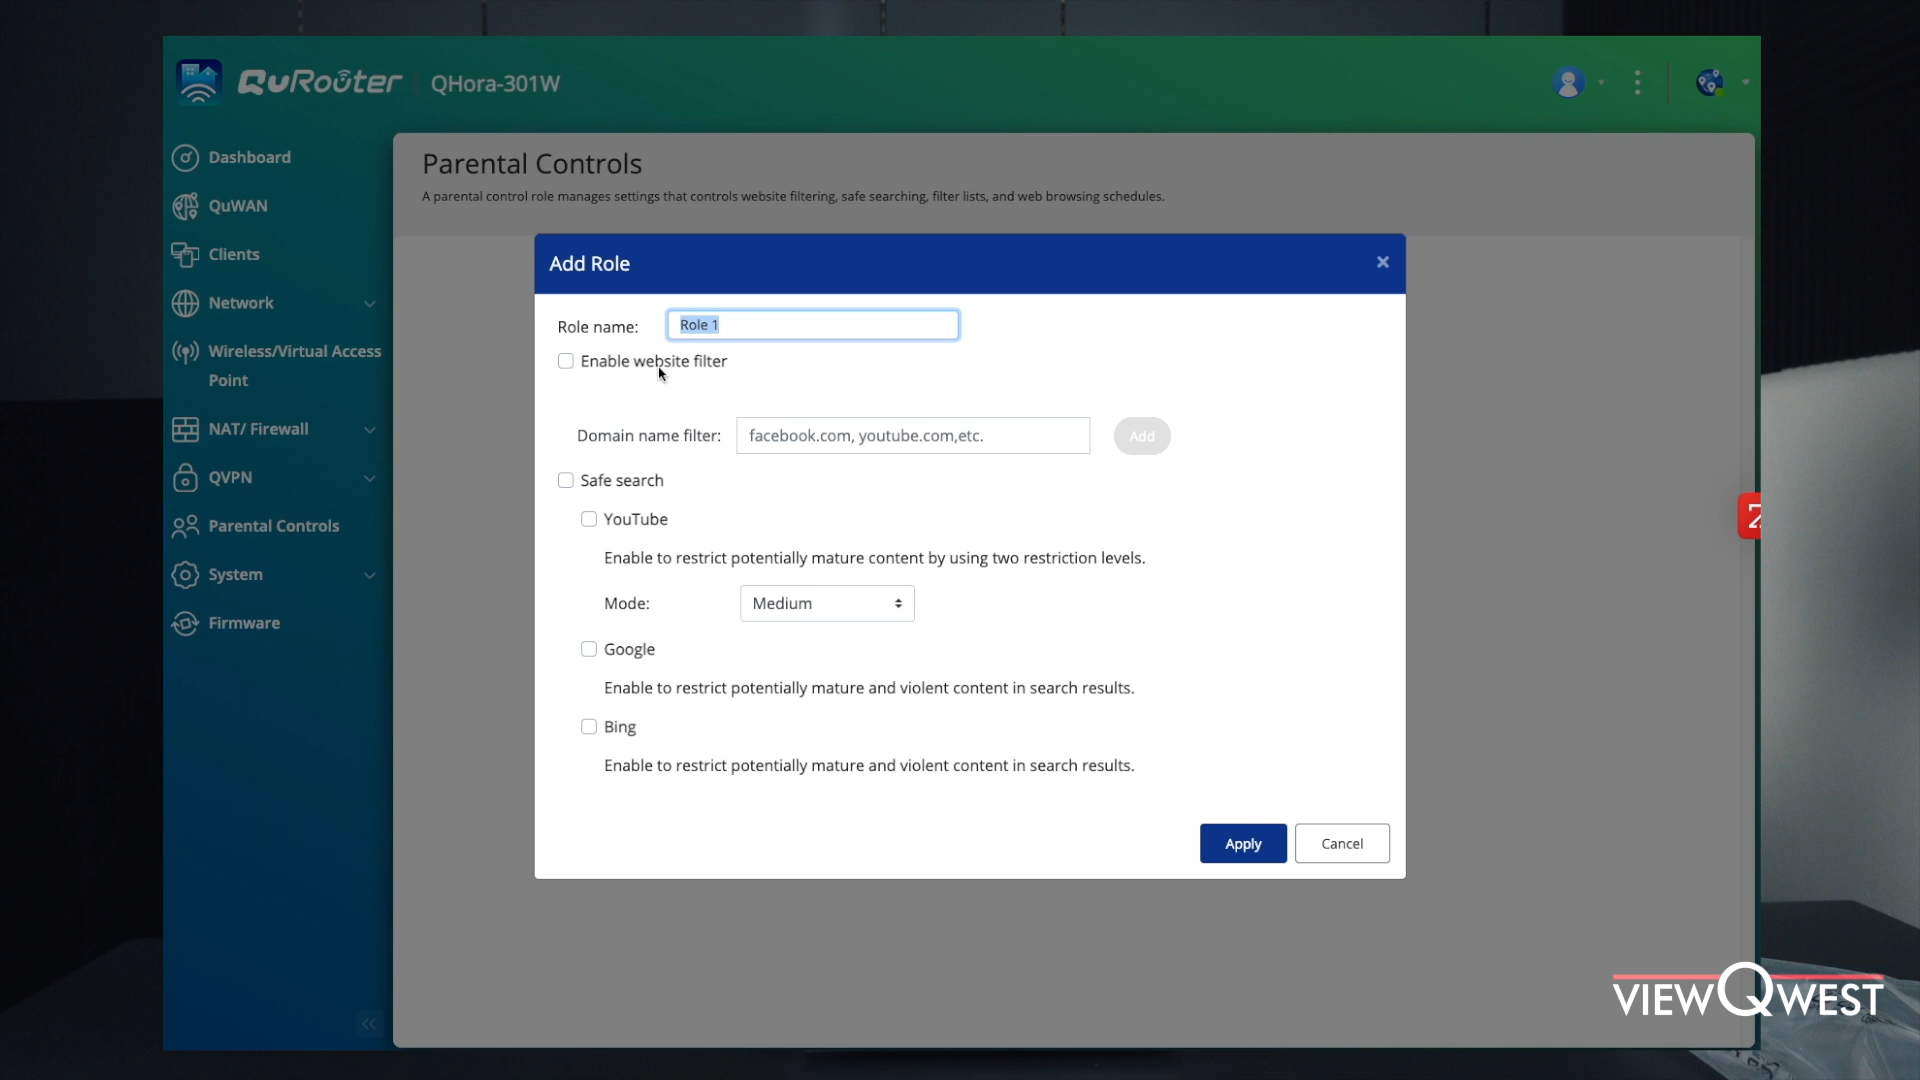 QuRouter QHora-301W
Dashboard
QuWAN
Clients
Network
Wireless/Virtual Access
Point
NAT/ Firewall
QVPN
Parental Controls
System
Firmware
Parental Controls
A parental control role manages settings that controls website filtering, safe searching, filter lists, and web browsing schedules.
Add Role
Role name: Role 1
Enable website filter
Domain name filter: facebook.com, youtube.com,etc. Add
Safe search
YouTube
Enable to restrict potentially mature content by using two restriction levels.
Mode: Medium
Google
Enable to restrict potentially mature and violent content in search results.
Bing
Enable to restrict potentially mature and violent content in search results.
Apply Cancel
VIEWQWEST